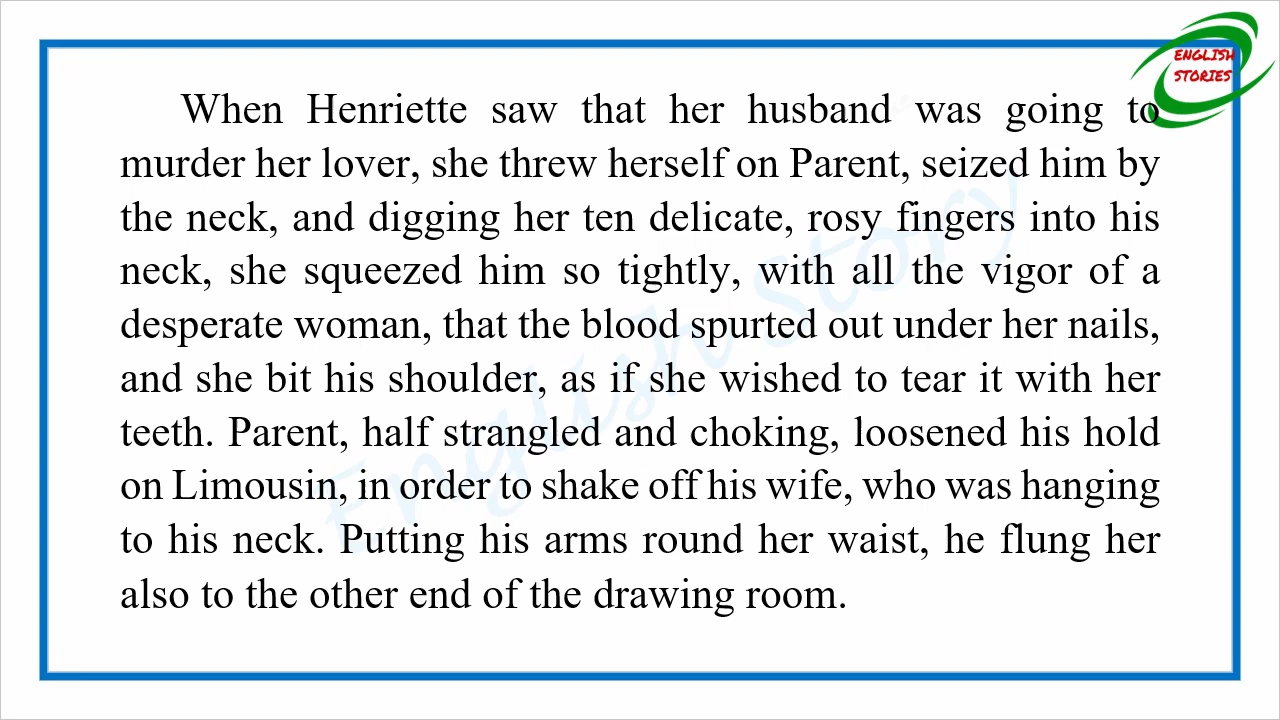 ENGLISH
STORIES
When Henriette saw that her husband was going to
murder her lover, she threw herself on Parent, seized him by
the neck, and digging her ten delicate, rosy fingers into his
neck, she squeezed him so tightly, with all the vigor of a
desperate woman, that the blood spurted out under her nails,
and she bit his shoulder, as if she wished to tear it with her
teeth. Parent, half strangled and choking, loosened his hold
on Limousin, in order to shake off his wife, who was hanging
to his neck. Putting his arms round her waist, he flung her
also to the other end of the drawing room.
English Story